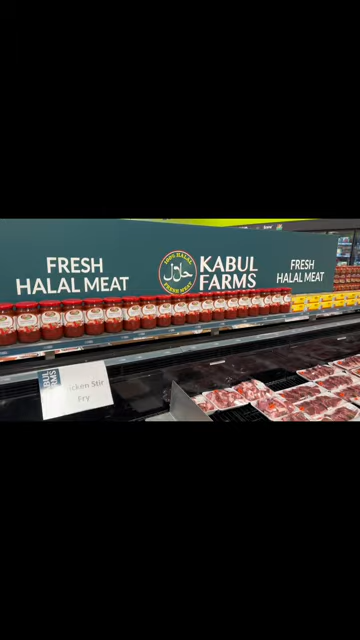 FRESH
HALAL MEAT
100% HALAL
حلال
FRESH MEAT
KABUL
FARMS
FRESH
HALAL MEAT
Stir
Fry